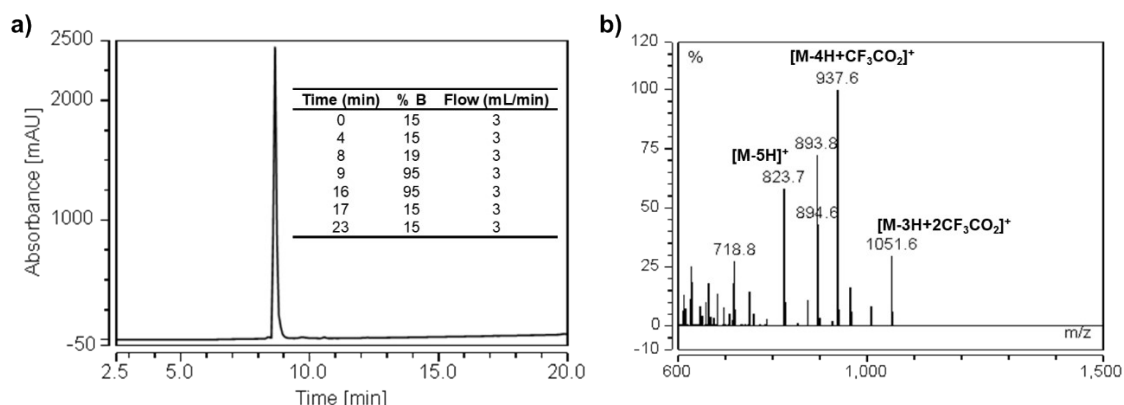 a)
2500
2000
1000
-50
Absorbance [mAU]
2.5 5.0 10.0 15.0 20.0
Time [min]
Time (min) % B Flow (mL/min)
0 15 3
4 15 3
8 19 3
9 95 3
16 95 3
17 15 3
23 15 3
b)
120
100
75
50
25
0
-10
%
[M-4H+CF₃CO₂]⁺
937.6
893.8
[M-5H]⁺
823.7
894.6
[M-3H+2CF₃CO₂]⁺
1051.6
718.8
m/z
600 1,000 1,500